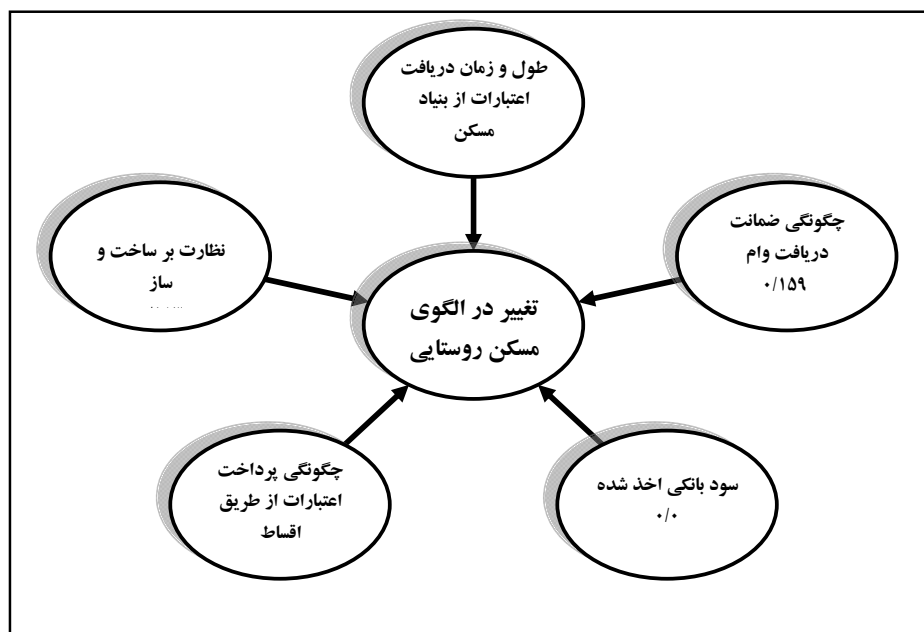 طول و زمان دریافت
اعتبارات از بنیاد
مسکن
چگونگی ضمانت
دریافت وام
۰/۱۵۹
نظارت بر ساخت و
ساز
تغییر در الگوی
مسکن روستایی
چگونگی پرداخت
اعتبارات از طریق
اقساط
سود بانکی اخذ شده
۰/۰